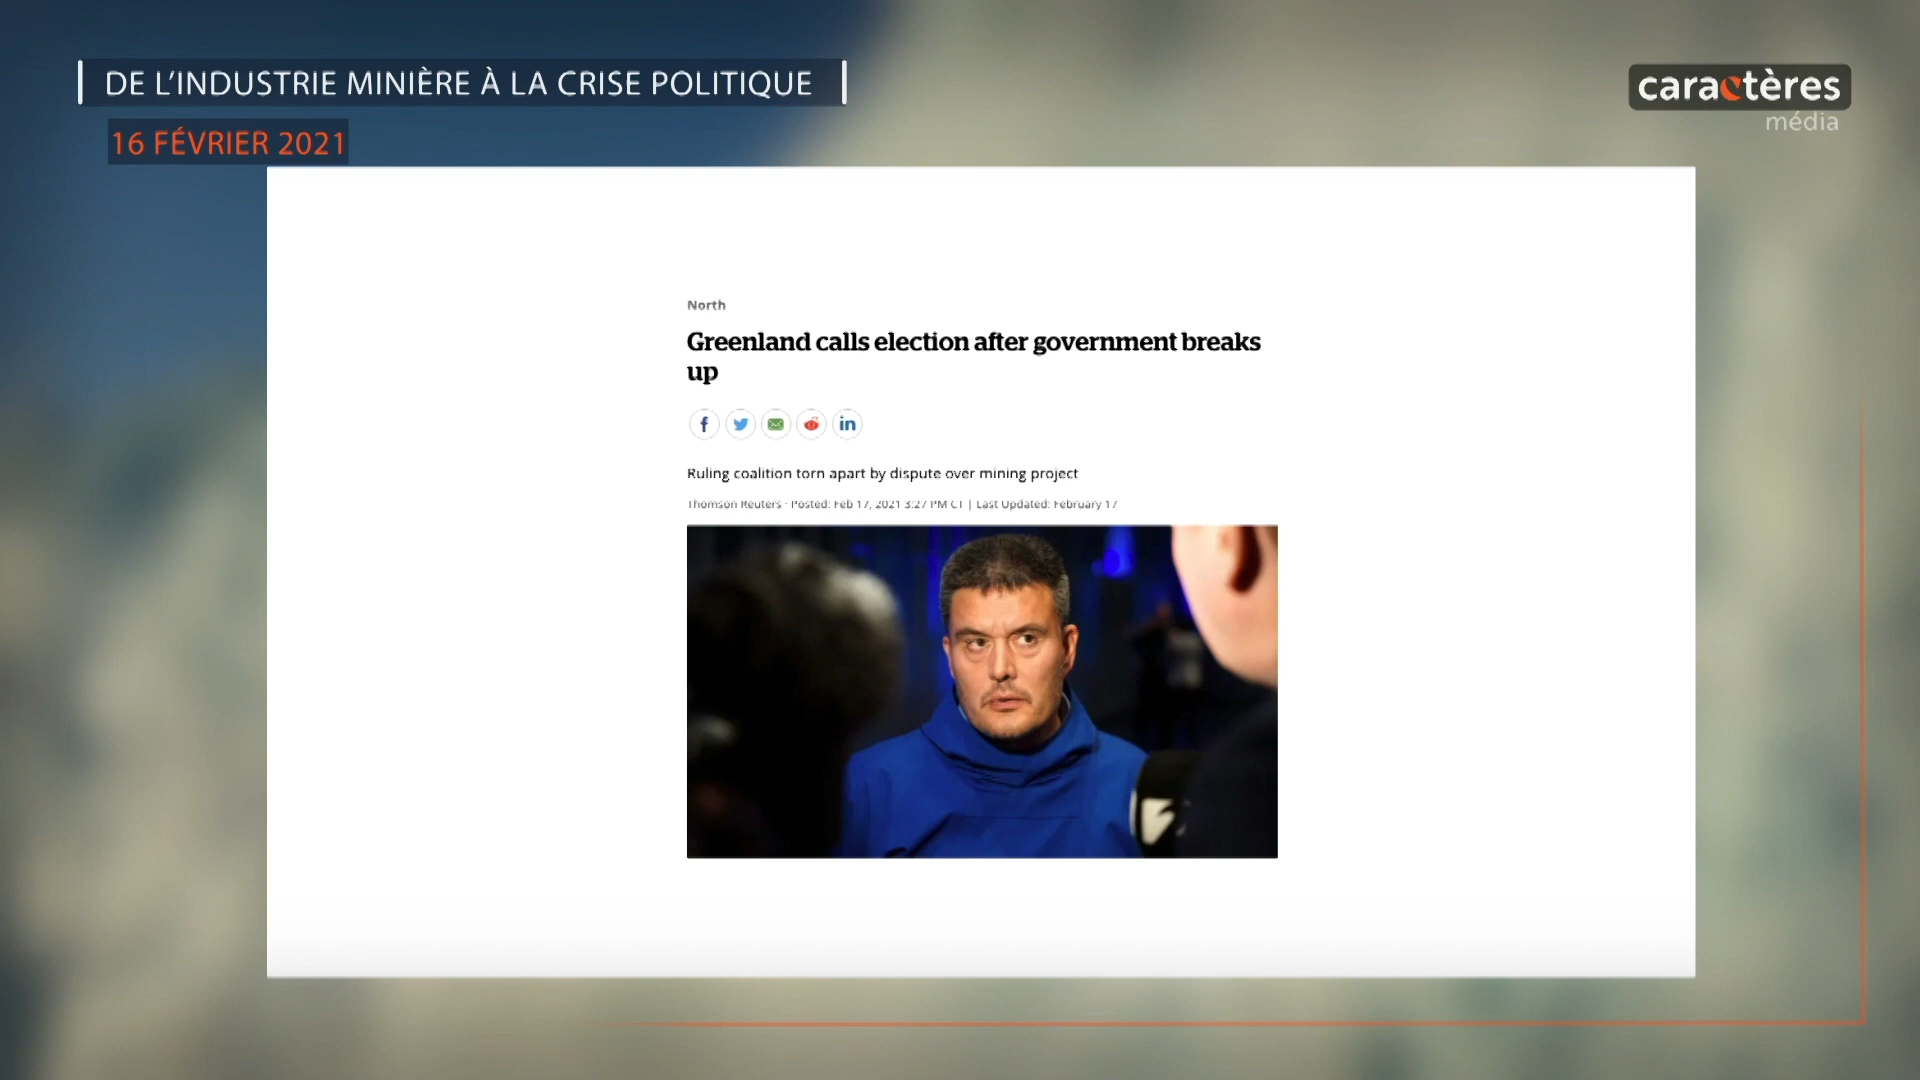 DE L'INDUSTRIE MINIÈRE À LA CRISE POLITIQUE
caractères
média
16 FÉVRIER 2021
North
Greenland calls election after government breaks
up
Ruling coalition torn apart by dispute over mining project
Thomson Reuters · Posted: Feb 17, 2021 3:27 PM CT | Last Updated: February 17